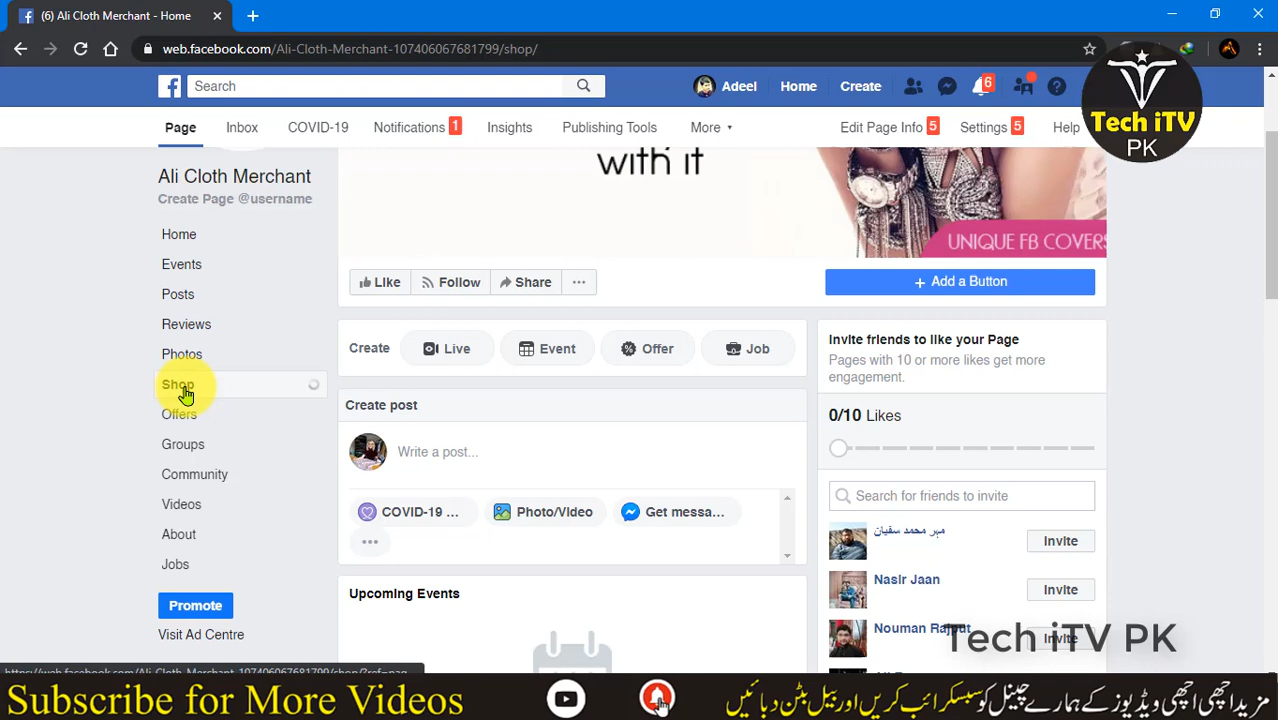 (6) Ali Cloth Merchant - Home
web.facebook.com/Ali-Cloth-Merchant-107406067681799/shop/
Search
Adeel
Home
Create
6
Page
Inbox
COVID-19
Notifications 1
Insights
Publishing Tools
More
Edit Page Info 5
Settings 5
Help
Tech iTV
PK
Ali Cloth Merchant
Create Page @username
Home
Events
Posts
Reviews
Photos
Shop
Offers
Groups
Community
Videos
About
Jobs
Promote
Visit Ad Centre
with it
UNIQUE FB COVERS
Like
Follow
Share
+ Add a Button
Create
Live
Event
Offer
Job
Create post
Write a post...
COVID-19 ...
Photo/Video
Get messa...
Upcoming Events
Invite friends to like your Page
Pages with 10 or more likes get more
engagement.
0/10 Likes
Search for friends to invite
مہر محمد سفیان
Invite
Nasir Jaan
Invite
Nouman Rajput
Invite
Tech iTV PK
Subscribe for More Videos
مزید اچھی اچھی ویڈیوز کے لیے ہمارے چینل کو سبسکرائب کریں اور بیل بٹن دبائیں